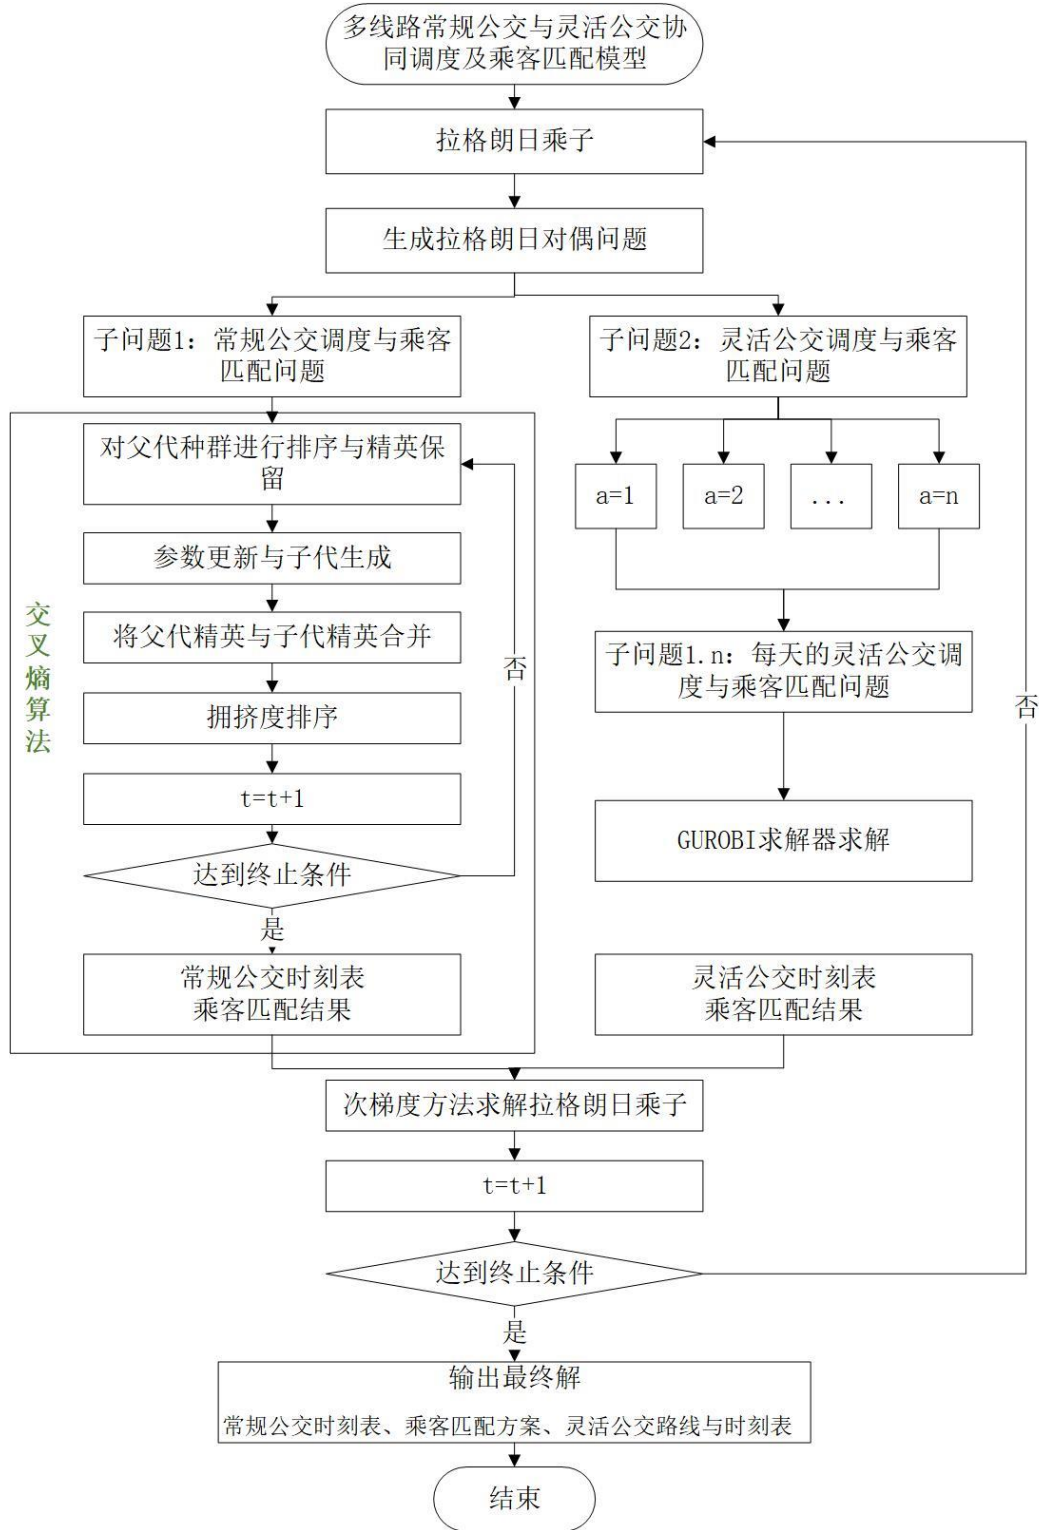 多线路常规公交与灵活公交协
同调度及乘客匹配模型
拉格朗日乘子
生成拉格朗日对偶问题
子问题1：常规公交调度与乘客
匹配问题
子问题2：灵活公交调度与乘客
匹配问题
对父代种群进行排序与精英保
留
a=1
a=2
...
a=n
参数更新与子代生成
将父代精英与子代精英合并
交叉熵算法
否
子问题1.n：每天的灵活公交调
度与乘客匹配问题
否
拥挤度排序
t=t+1
GUROBI求解器求解
达到终止条件
是
常规公交时刻表
乘客匹配结果
灵活公交时刻表
乘客匹配结果
次梯度方法求解拉格朗日乘子
t=t+1
达到终止条件
是
输出最终解
常规公交时刻表、乘客匹配方案、灵活公交路线与时刻表
结束